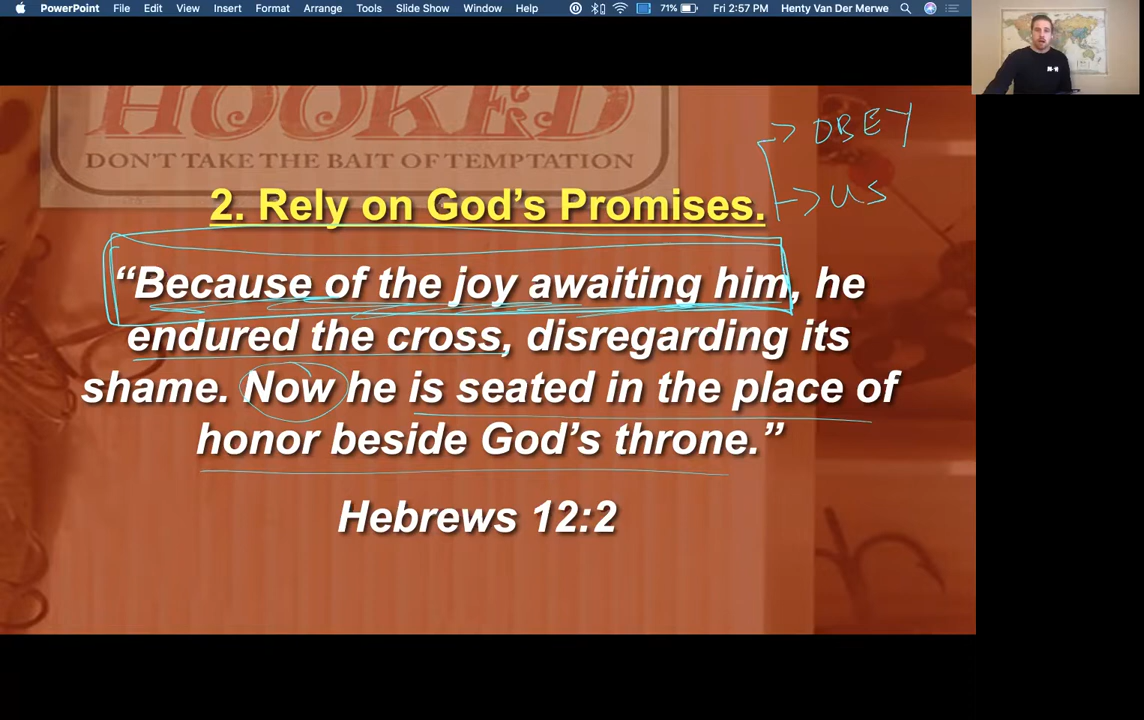 PowerPoint File Edit View Insert Format Arrange Tools Slide Show Window Help 71% Fri 2:57 PM Henty Van Der Merwe
HOOKED
DON'T TAKE THE BAIT OF TEMPTATION
OBEY
2. Rely on God's Promises.
US
“Because of the joy awaiting him, he
endured the cross, disregarding its
shame. Now he is seated in the place of
honor beside God's throne.”
Hebrews 12:2